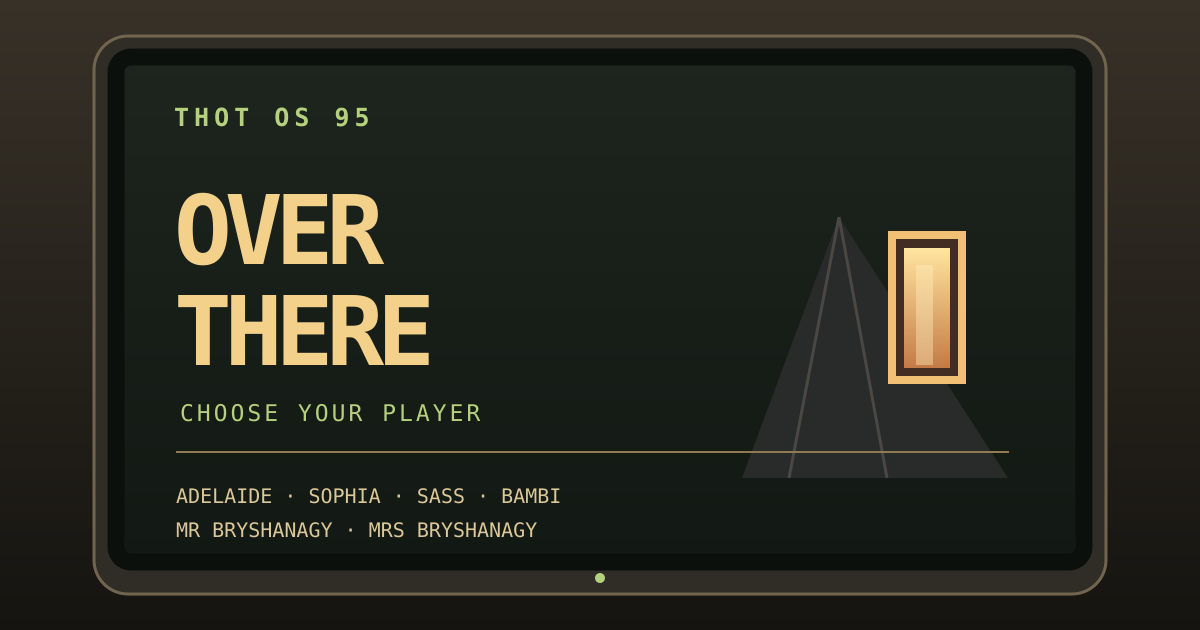 THOT OS 95
OVER
THERE
CHOOSE YOUR PLAYER
ADELAIDE · SOPHIA · SASS · BAMBI
MR BRYSHANAGY · MRS BRYSHANAGY